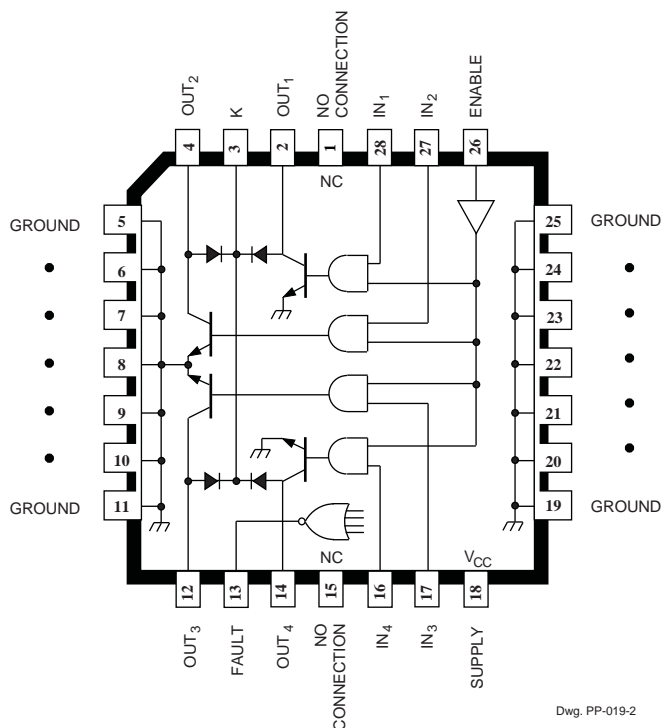 OUT2
K
OUT1
NO CONNECTION
IN1
IN2
ENABLE
4
3
2
1
28
27
26
NC
GROUND
5
6
7
8
9
10
GROUND
11
25
GROUND
24
23
22
21
20
19
GROUND
NC
VCC
12
13
14
15
16
17
18
OUT3
FAULT
OUT4
NO CONNECTION
IN4
IN3
SUPPLY
Dwg. PP-019-2